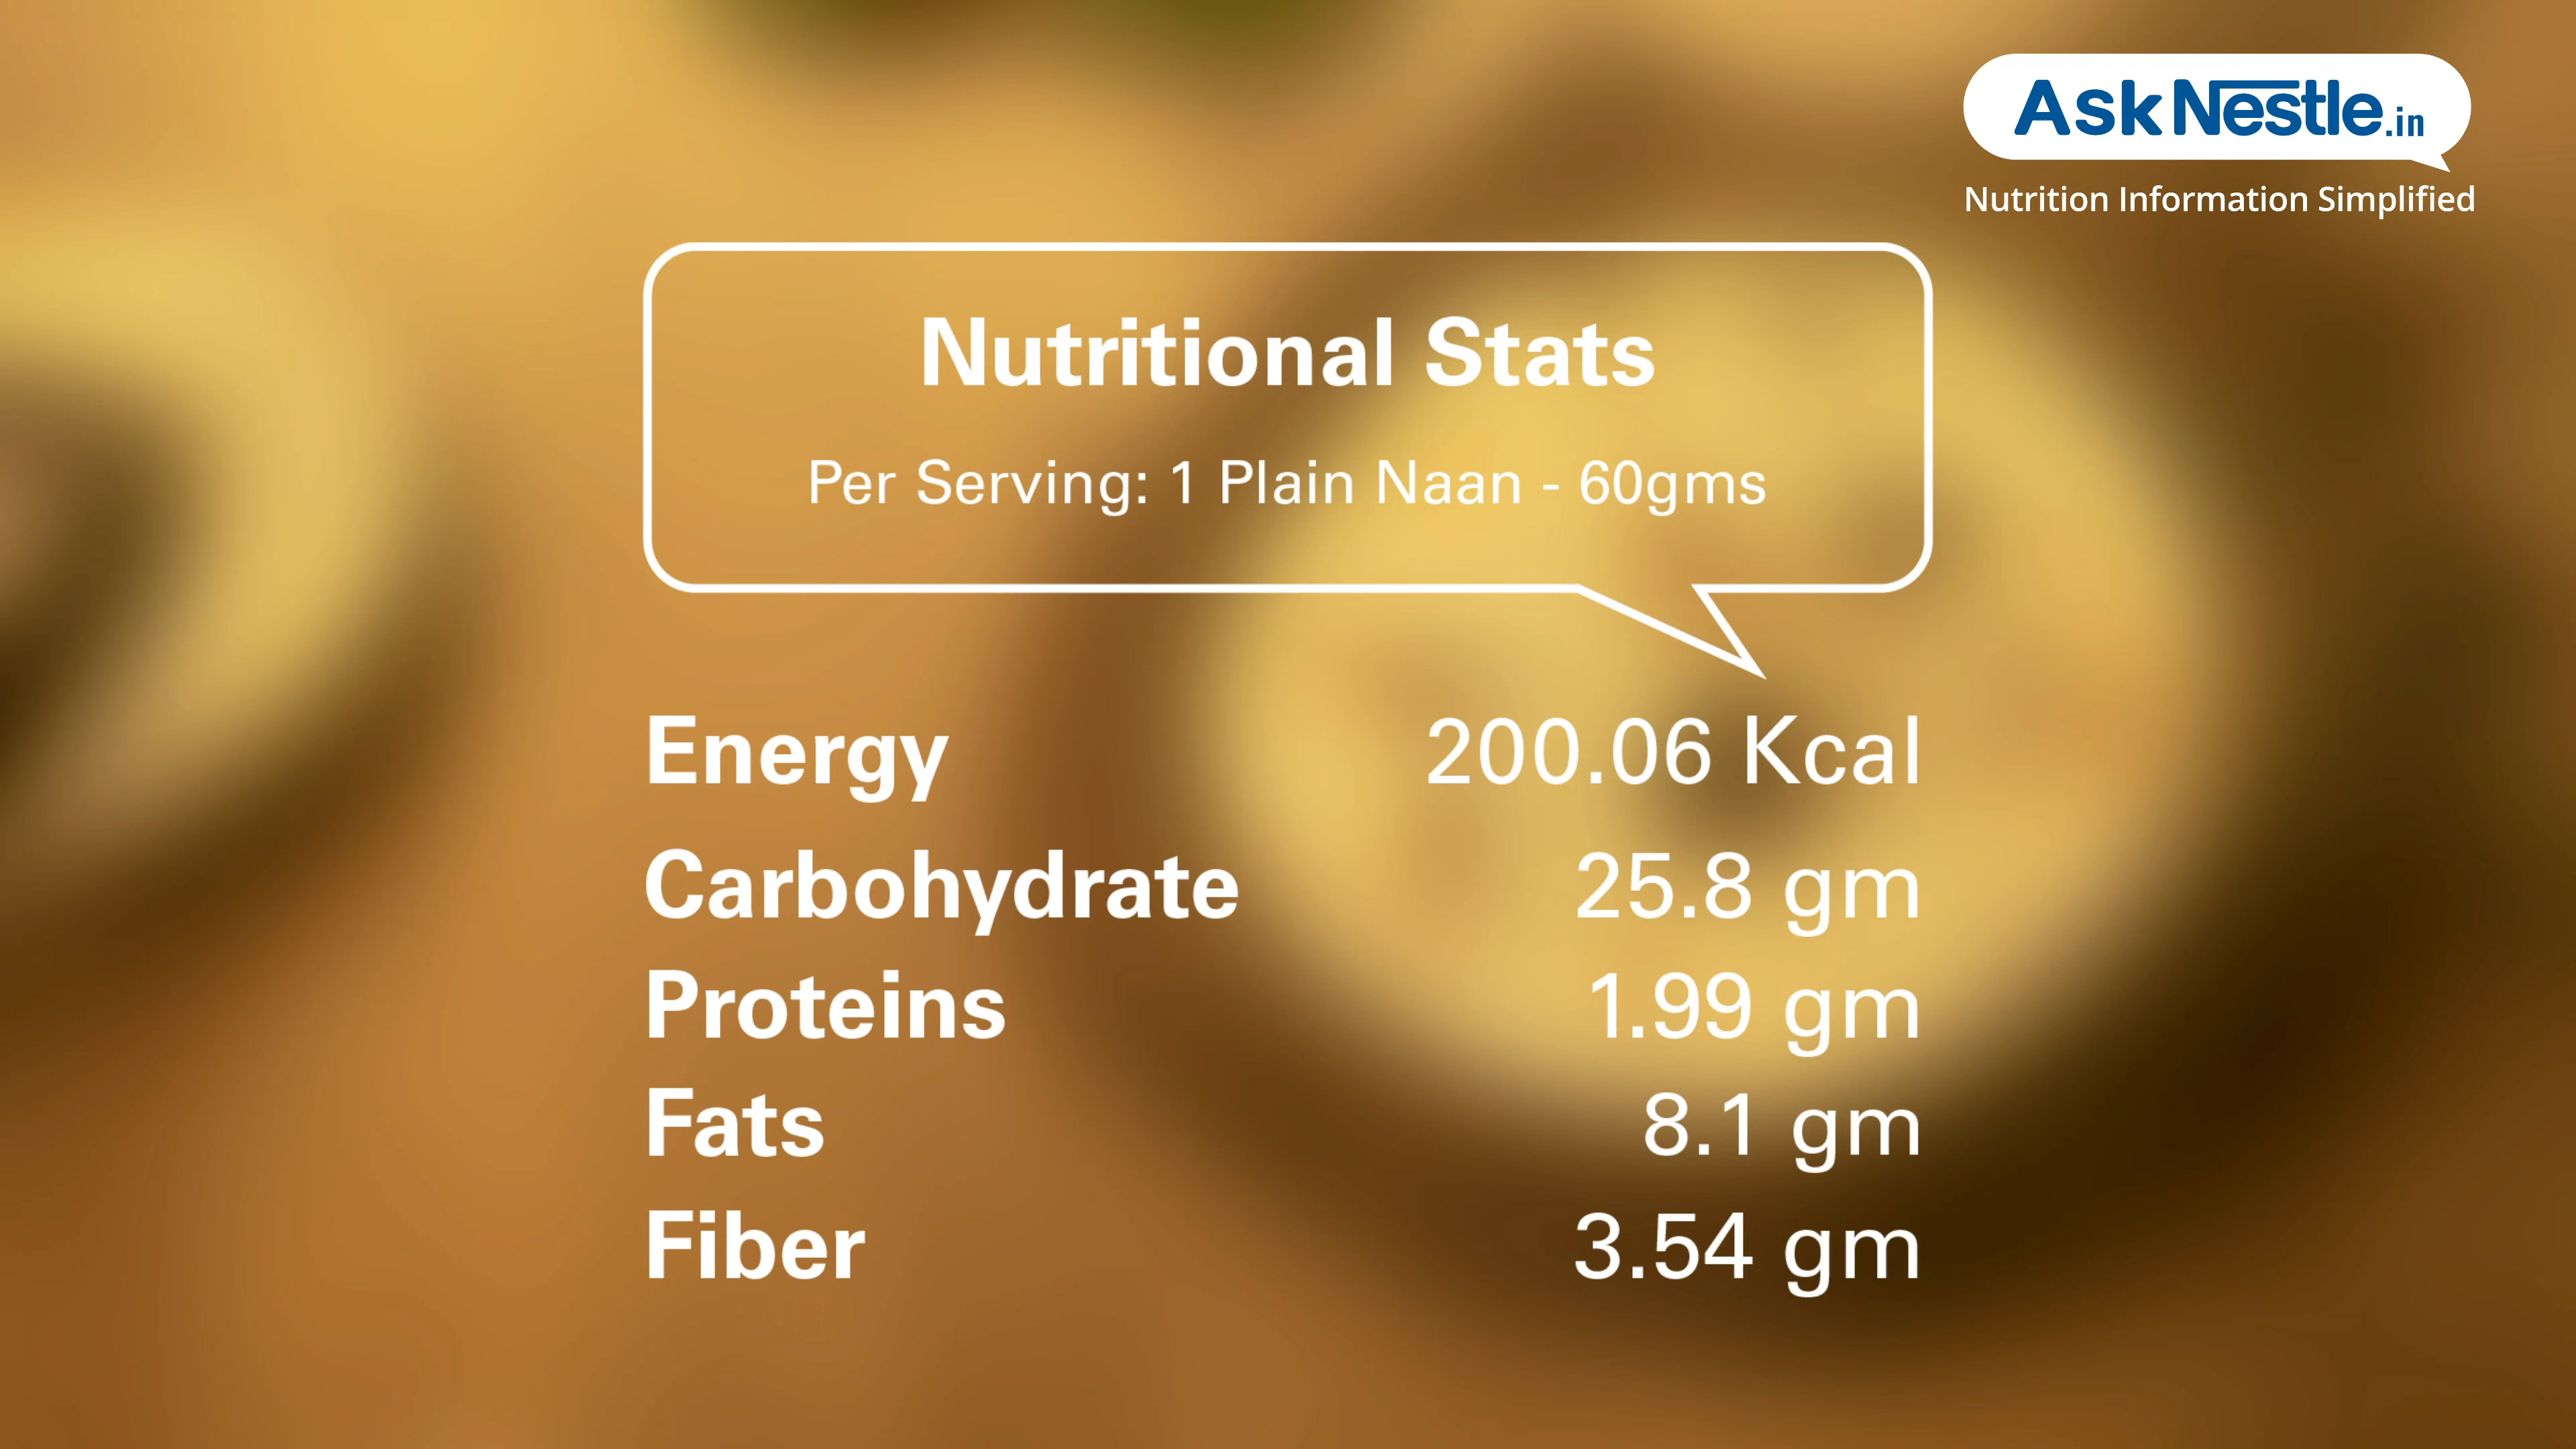 AskNestle.in
Nutrition Information Simplified
Nutritional Stats
Per Serving: 1 Plain Naan - 60gms
Energy 200.06 Kcal
Carbohydrate 25.8 gm
Proteins 1.99 gm
Fats 8.1 gm
Fiber 3.54 gm